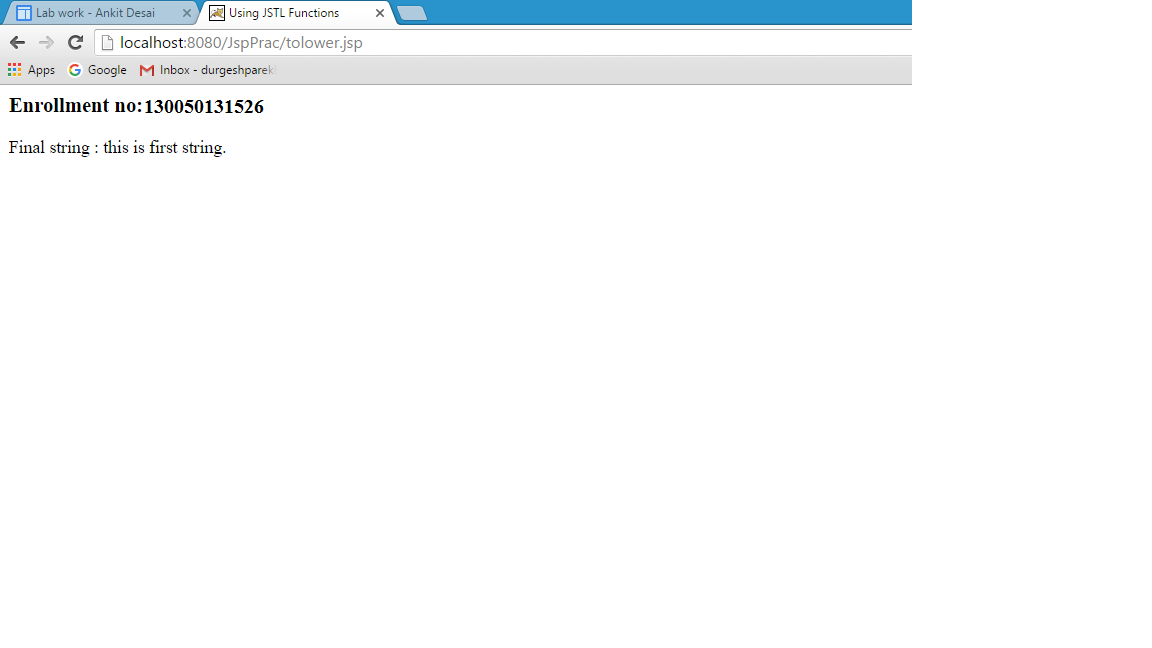 Lab work - Ankit Desai
Using JSTL Functions
localhost:8080/JspPrac/tolower.jsp
Apps Google Inbox - durgeshparek
Enrollment no:130050131526
Final string : this is first string.